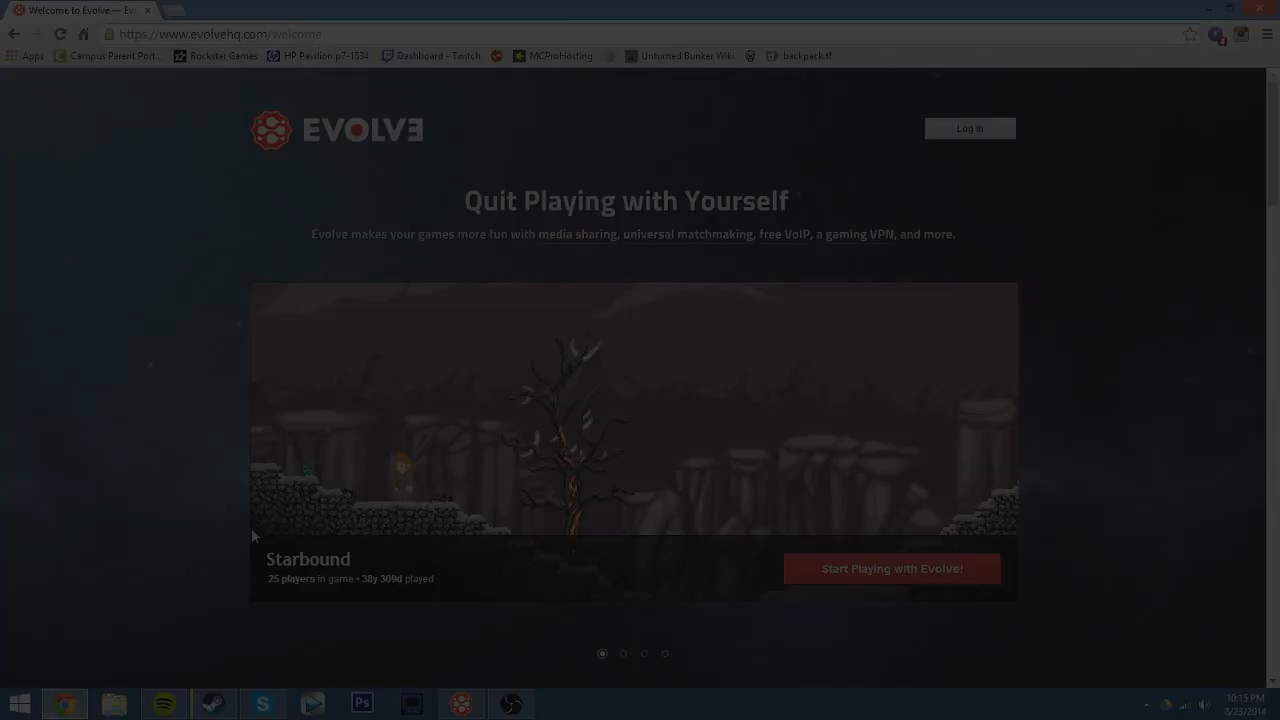 Welcome to Evolve — Ev
https://www.evolvehq.com/welcome
Apps
Campus Parent Port...
Rockstar Games
HP Pavilion p7-1534
Dashboard - Twitch
MCProHosting
Unturned Bunker Wiki
backpack.tf
EVOLVE
Log In
Quit Playing with Yourself
Evolve makes your games more fun with media sharing, universal matchmaking, free VoIP, a gaming VPN, and more.
Starbound
25 players in game • 38y 309d played
Start Playing with Evolve!
Ps
10:15 PM
8/23/2014